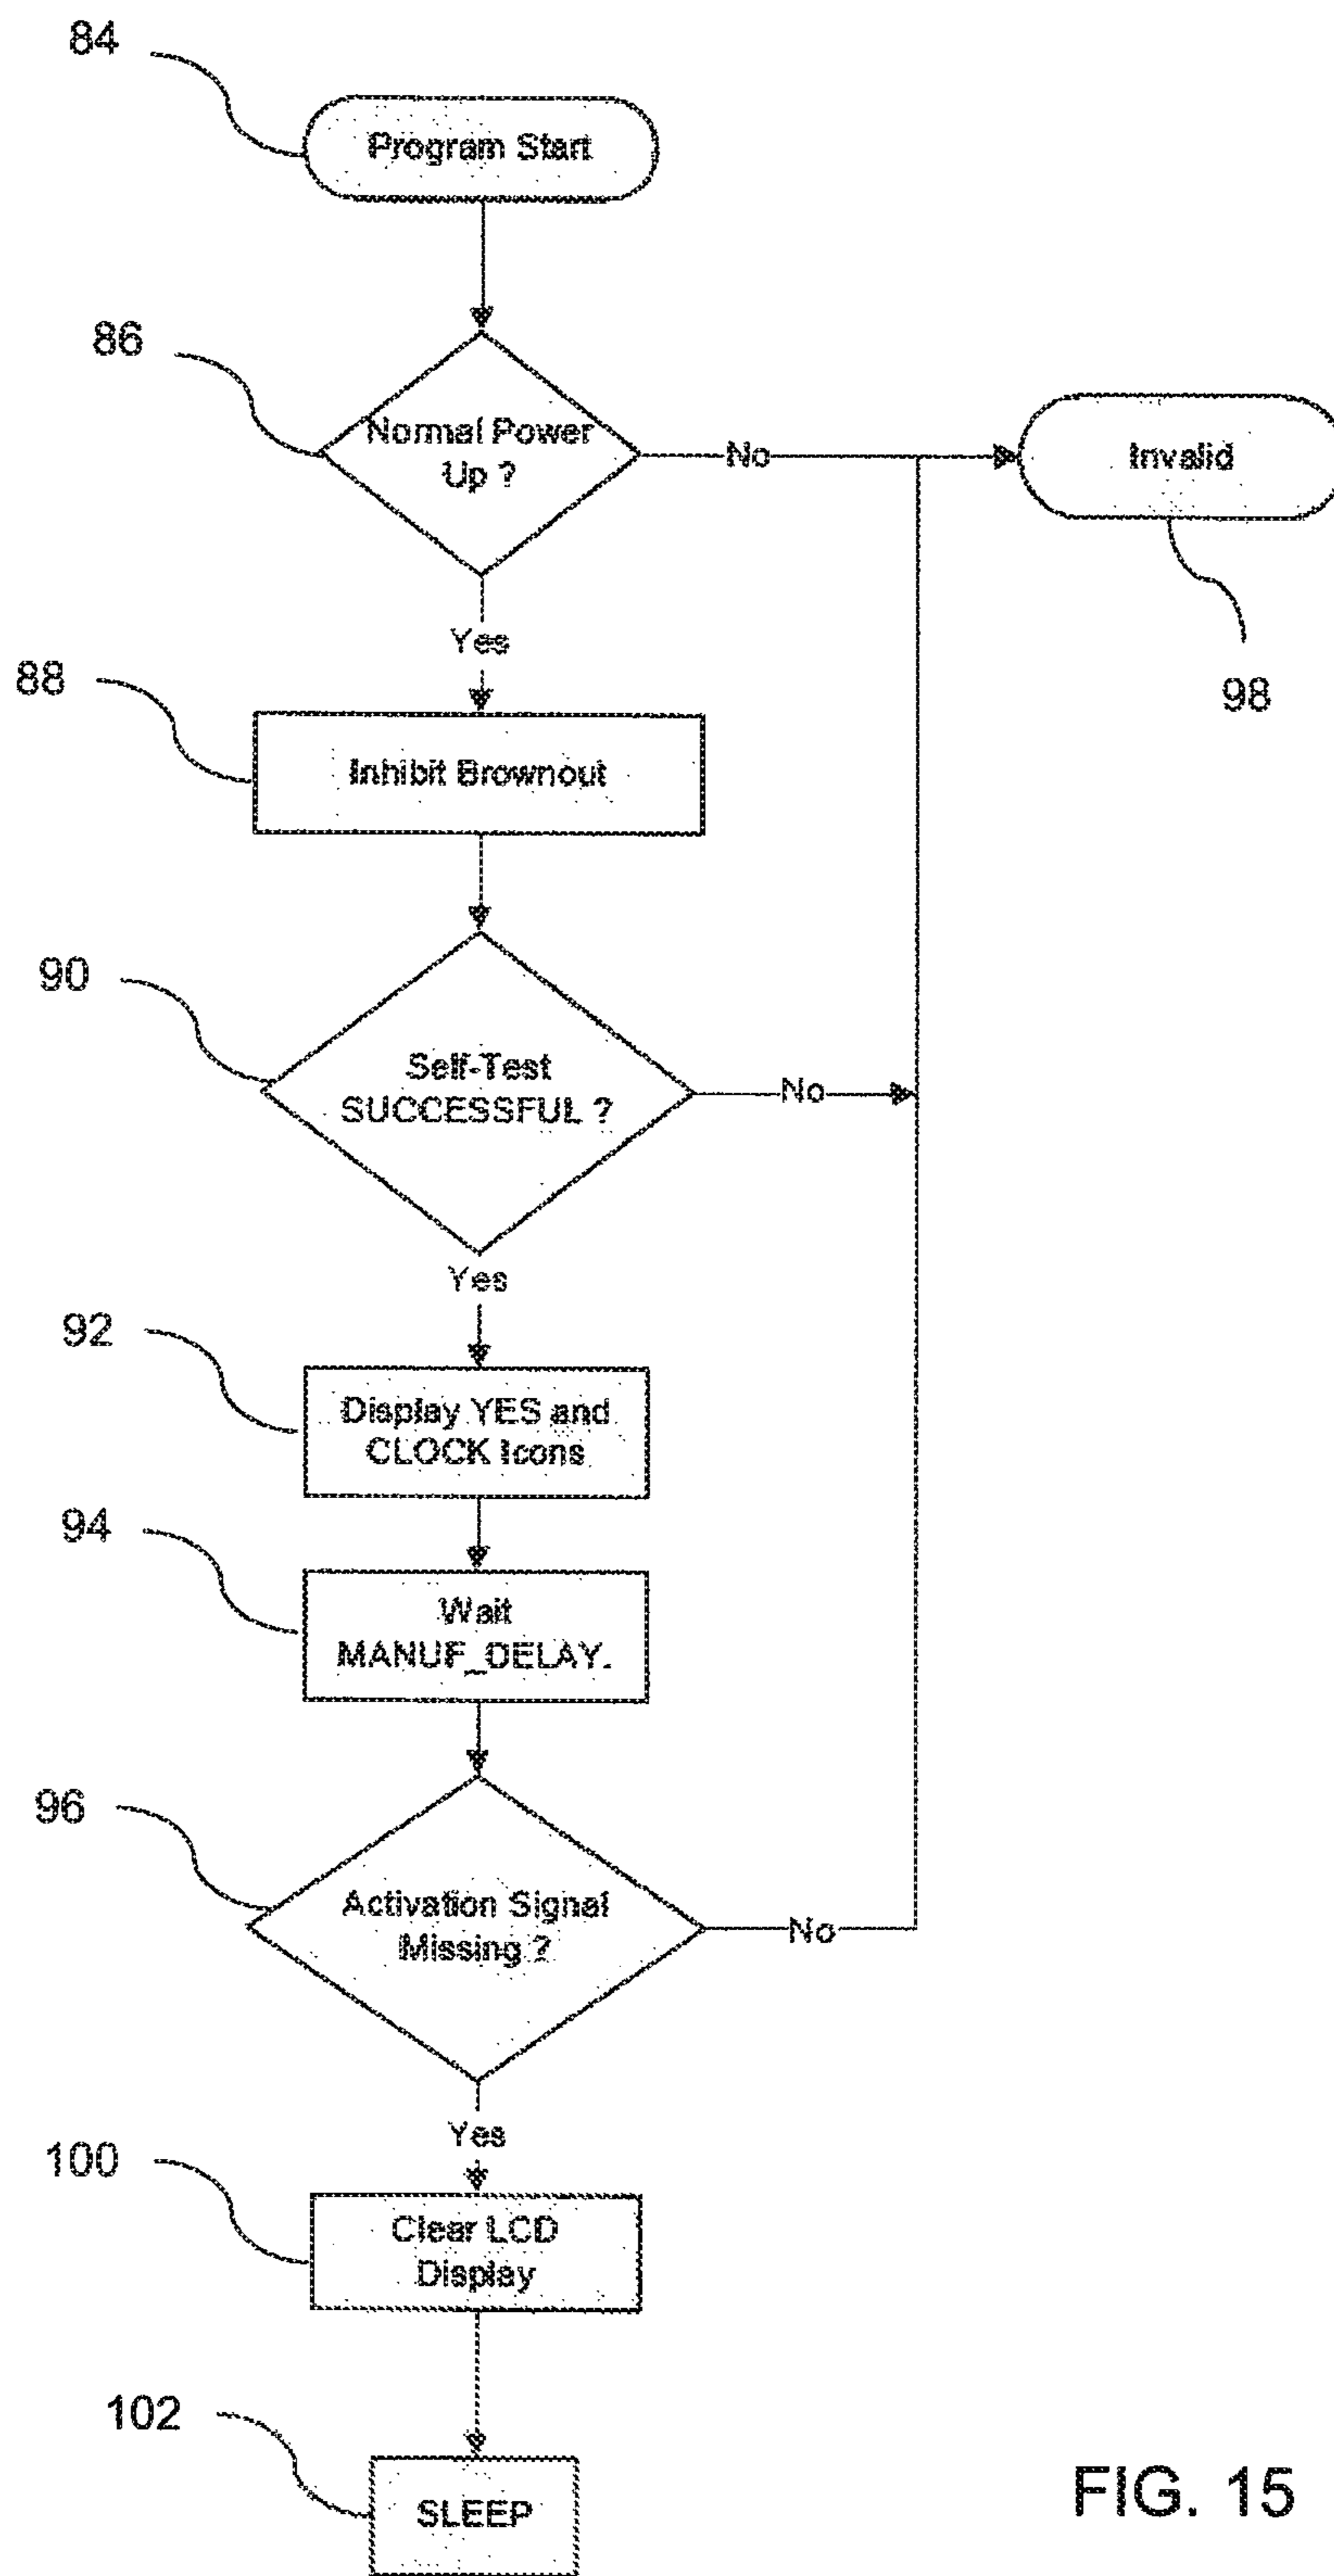 84
Program Start
86
Normal Power
Up ?
No
Invalid
98
Yes
88
Inhibit Brownout
90
Self-Test
SUCCESSFUL ?
No
Yes
92
Display YES and
CLOCK Icons
94
Wait
MANUF_DELAY.
96
Activation Signal
Missing ?
No
Yes
100
Clear LCD
Display
102
SLEEP
FIG. 15